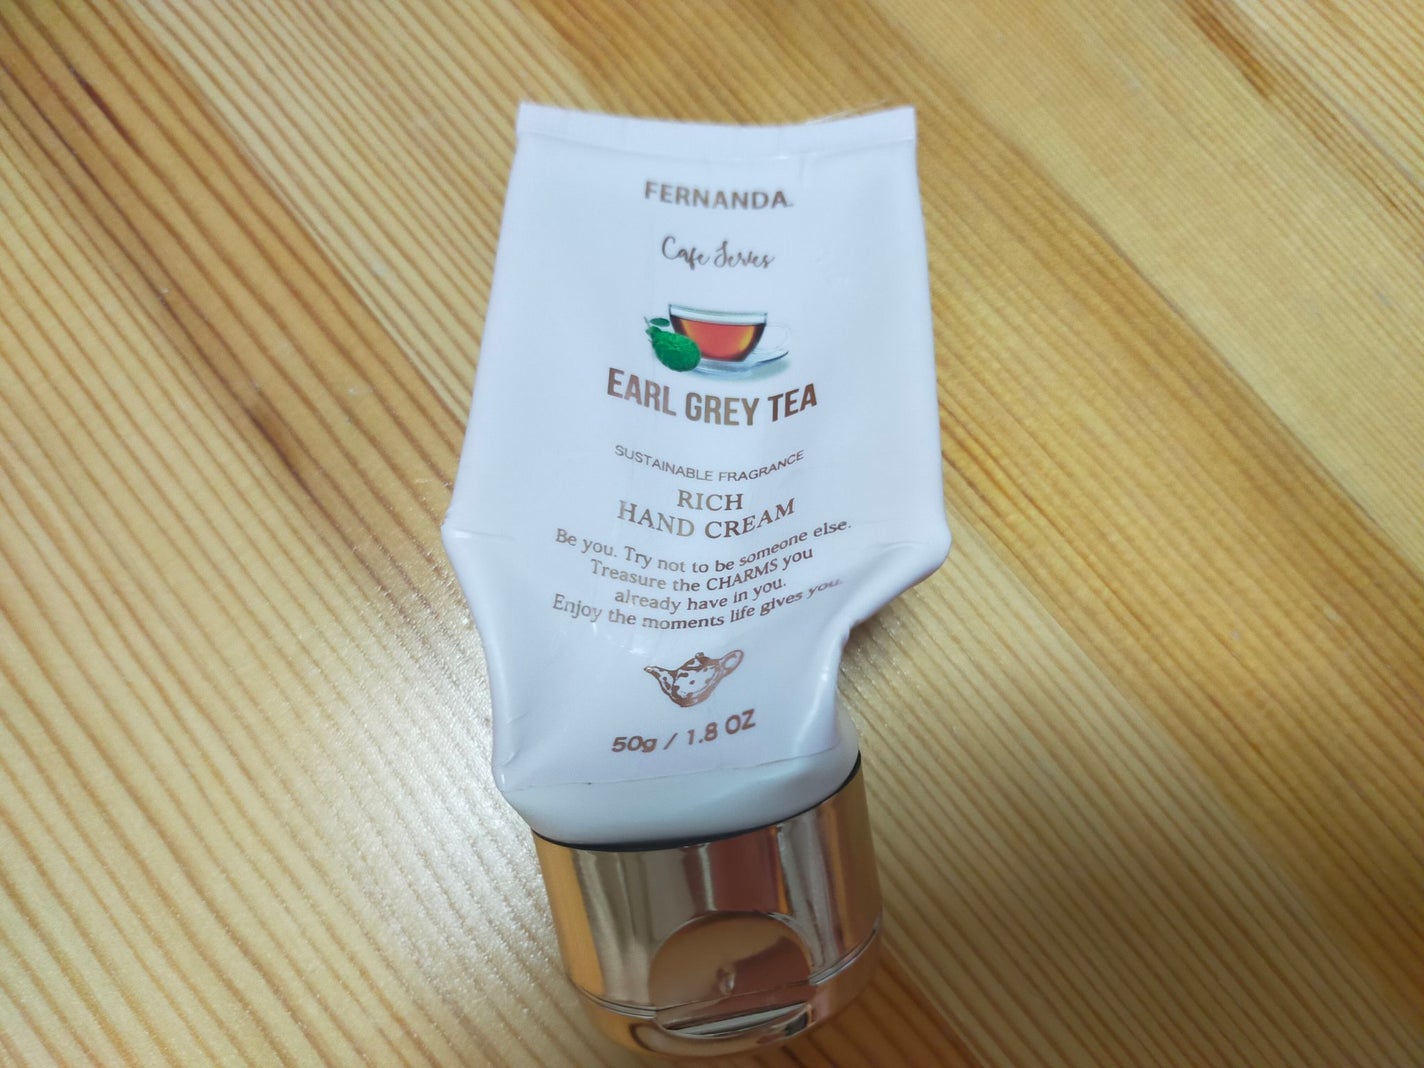 FERNANDA.
Cafe Series
EARL GREY TEA
SUSTAINABLE FRAGRANCE
RICH
HAND CREAM
Be you. Try not to be someone else.
Treasure the CHARMS you
already have in you.
Enjoy the moments life gives you.
50g / 1.8 OZ